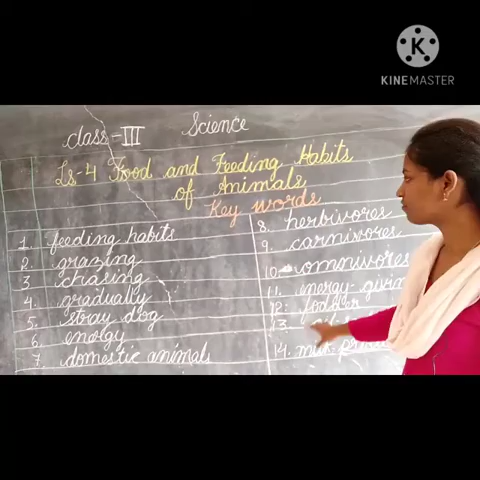 KINEMASTER
class-III Science
Ls-4 Food and Feeding Habits
of Animals
Key words
1. feeding habits
2. grazing
3 chasing
4. gradually
5. stray dog
6. energy
7. domestic animals
8. herbivores
9. carnivores
10. omnivores
11. energy-givin
12. fodder
13.
14. milk